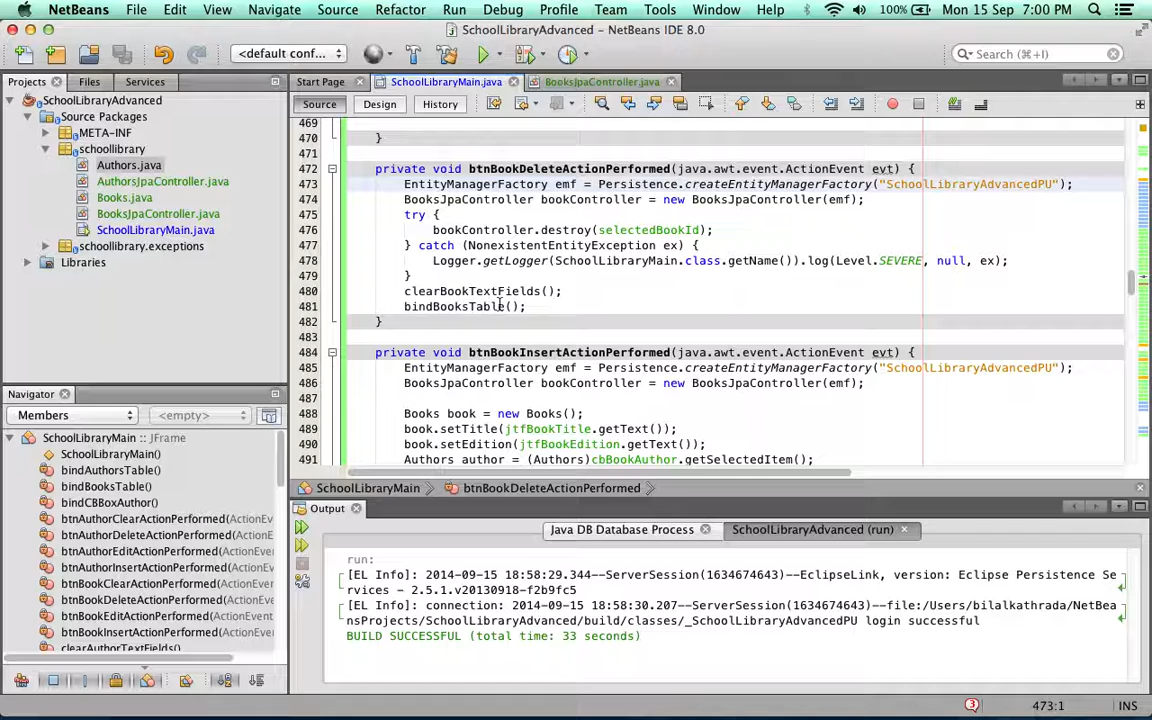 NetBeans File Edit View Navigate Source Refactor Run Debug Profile Team Tools Window Help 100% Mon 15 Sep 7:00 PM
SchoolLibraryAdvanced - NetBeans IDE 8.0
<default conf... Search (⌘+I)
Projects Files Services
Start Page SchoolLibraryMain.java BooksJpaController.java
Source Design History
SchoolLibraryAdvanced
Source Packages
META-INF
schoollibrary
Authors.java
AuthorsJpaController.java
Books.java
BooksJpaController.java
SchoolLibraryMain.java
schoollibrary.exceptions
Libraries
469
470 }
471
472 private void btnBookDeleteActionPerformed(java.awt.event.ActionEvent evt) {
473 EntityManagerFactory emf = Persistence.createEntityManagerFactory("SchoolLibraryAdvancedPU");
474 BooksJpaController bookController = new BooksJpaController(emf);
475 try {
476 bookController.destroy(selectedBookId);
477 } catch (NonexistentEntityException ex) {
478 Logger.getLogger(SchoolLibraryMain.class.getName()).log(Level.SEVERE, null, ex);
479 }
480 clearBookTextFields();
481 bindBooksTable();
482 }
483
484 private void btnBookInsertActionPerformed(java.awt.event.ActionEvent evt) {
485 EntityManagerFactory emf = Persistence.createEntityManagerFactory("SchoolLibraryAdvancedPU");
486 BooksJpaController bookController = new BooksJpaController(emf);
487
488 Books book = new Books();
489 book.setTitle(jtfBookTitle.getText());
490 book.setEdition(jtfBookEdition.getText());
491 Authors author = (Authors)cbBookAuthor.getSelectedItem();
SchoolLibraryMain btnBookDeleteActionPerformed
Navigator
Members <empty>
SchoolLibraryMain :: JFrame
SchoolLibraryMain()
bindAuthorsTable()
bindBooksTable()
bindCBBoxAuthor()
btnAuthorClearActionPerformed(ActionEv
btnAuthorDeleteActionPerformed(ActionE
btnAuthorEditActionPerformed(ActionEve
btnAuthorInsertActionPerformed(ActionE
btnBookClearActionPerformed(ActionEven
btnBookDeleteActionPerformed(ActionEve
btnBookEditActionPerformed(ActionEvent
btnBookInsertActionPerformed(ActionEve
clearAuthorTextFields()
Output
Java DB Database Process SchoolLibraryAdvanced (run)
run:
[EL Info]: 2014-09-15 18:58:29.344--ServerSession(1634674643)--EclipseLink, version: Eclipse Persistence Se
rvices - 2.5.1.v20130918-f2b9fc5
[EL Info]: connection: 2014-09-15 18:58:30.207--ServerSession(1634674643)--file:/Users/bilalkathrada/NetBea
nsProjects/SchoolLibraryAdvanced/build/classes/_SchoolLibraryAdvancedPU login successful
BUILD SUCCESSFUL (total time: 33 seconds)
3 473:1 INS